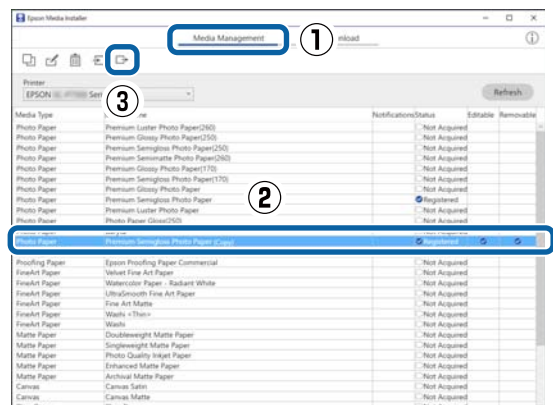 Epson Media Installer
Media Management
nload
1
3
Printer
EPSON Seri
Refresh
Media Type Notifications Status Editable Removable
Photo Paper Premium Luster Photo Paper(260) Not Acquired
Photo Paper Premium Glossy Photo Paper(250) Not Acquired
Photo Paper Premium Semigloss Photo Paper(250) Not Acquired
Photo Paper Premium Semimatte Photo Paper(260) Not Acquired
Photo Paper Premium Glossy Photo Paper(170) Not Acquired
Photo Paper Premium Semigloss Photo Paper(170) Not Acquired
Photo Paper Premium Glossy Photo Paper Not Acquired
Photo Paper Premium Semigloss Photo Paper Registered
Photo Paper Premium Luster Photo Paper Not Acquired
Photo Paper Photo Paper Gloss(250) Not Acquired
2
Photo Paper Premium Semigloss Photo Paper (Copy) Registered
Proofing Paper Epson Proofing Paper Commercial Not Acquired
FineArt Paper Velvet Fine Art Paper Not Acquired
FineArt Paper Watercolor Paper - Radiant White Not Acquired
FineArt Paper UltraSmooth Fine Art Paper Not Acquired
FineArt Paper Fine Art Matte Not Acquired
FineArt Paper Washi <Thin> Not Acquired
FineArt Paper Washi Not Acquired
Matte Paper Doubleweight Matte Paper Not Acquired
Matte Paper Singleweight Matte Paper Not Acquired
Matte Paper Photo Quality Inkjet Paper Not Acquired
Matte Paper Enhanced Matte Paper Not Acquired
Matte Paper Archival Matte Paper Not Acquired
Canvas Canvas Satin Not Acquired
Canvas Canvas Matte Not Acquired